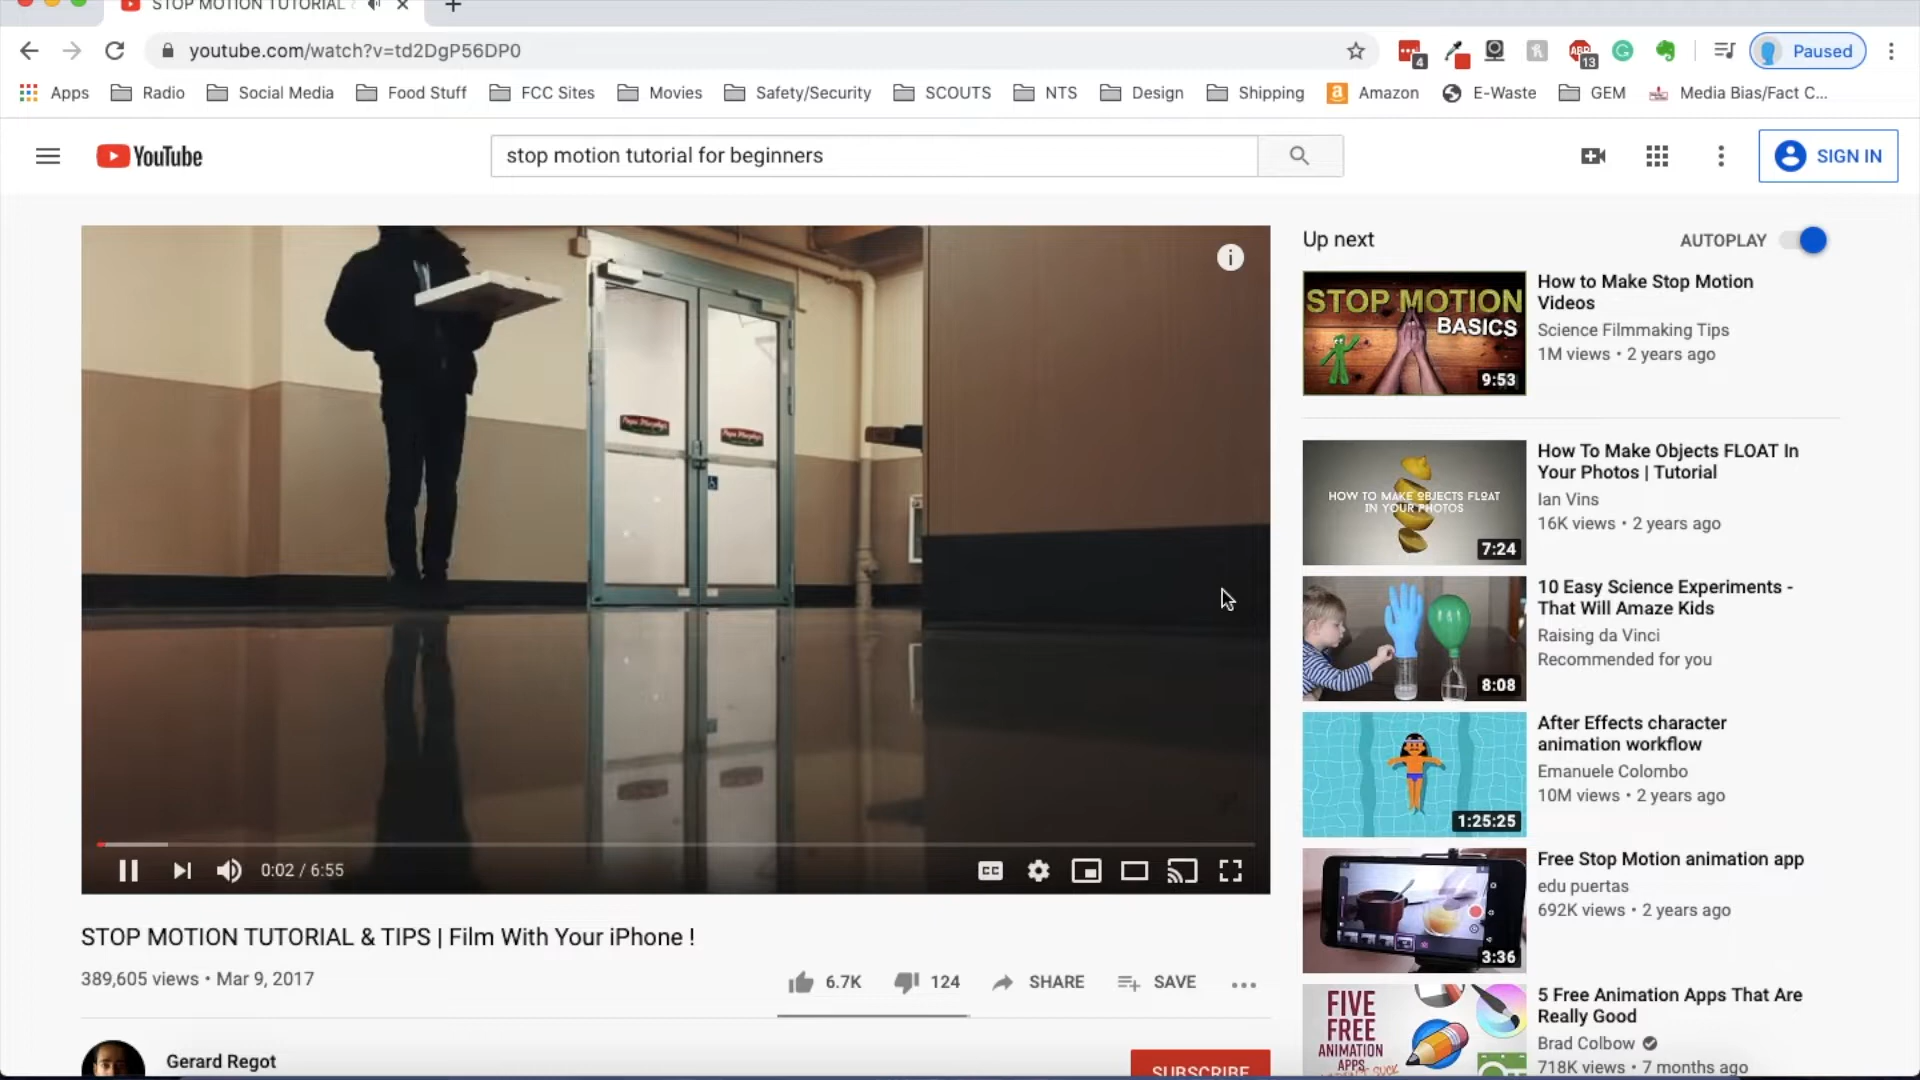 STOP MOTION TUTORIAL
youtube.com/watch?v=td2DgP56DP0
4
13
Paused
Apps
Radio
Social Media
Food Stuff
FCC Sites
Movies
Safety/Security
SCOUTS
NTS
Design
Shipping
Amazon
E-Waste
GEM
Media Bias/Fact C...
YouTube
stop motion tutorial for beginners
SIGN IN
Up next
AUTOPLAY
STOP MOTION
BASICS
9:53
How to Make Stop Motion
Videos
Science Filmmaking Tips
1M views • 2 years ago
HOW TO MAKE OBJECTS FLOAT
IN YOUR PHOTOS
7:24
How To Make Objects FLOAT In
Your Photos | Tutorial
Ian Vins
16K views • 2 years ago
8:08
10 Easy Science Experiments -
That Will Amaze Kids
Raising da Vinci
Recommended for you
1:25:25
After Effects character
animation workflow
Emanuele Colombo
10M views • 2 years ago
3:36
Free Stop Motion animation app
edu puertas
692K views • 2 years ago
FIVE
FREE
ANIMATION
APPS
5 Free Animation Apps That Are
Really Good
Brad Colbow
718K views • 7 months ago
Papa Murphy's
Papa Murphy's
0:02 / 6:55
CC
STOP MOTION TUTORIAL & TIPS | Film With Your iPhone !
389,605 views • Mar 9, 2017
6.7K
124
SHARE
SAVE
Gerard Regot
SUBSCRIBE